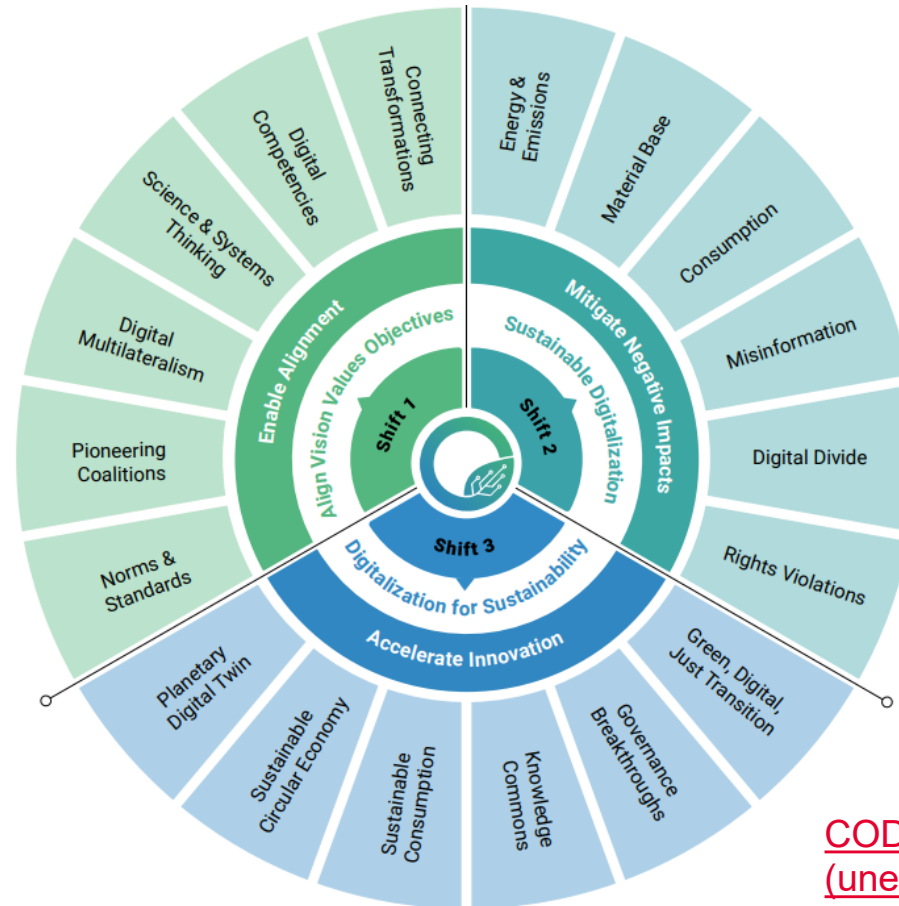 Connecting
Transformations
Digital
Competencies
Science & Systems
Thinking
Digital
Multilateralism
Pioneering
Coalitions
Norms &
Standards
Enable Alignment
Align Vision Values Objectives
Shift 1
Energy &
Emissions
Material Base
Consumption
Misinformation
Digital Divide
Rights Violations
Mitigate Negative Impacts
Sustainable Digitalization
Shift 2
Shift 3
Digitalization for Sustainability
Accelerate Innovation
Planetary
Digital Twin
Sustainable
Circular Economy
Sustainable
Consumption
Knowledge
Commons
Governance
Breakthroughs
Green, Digital,
Just Transition
COD
(une